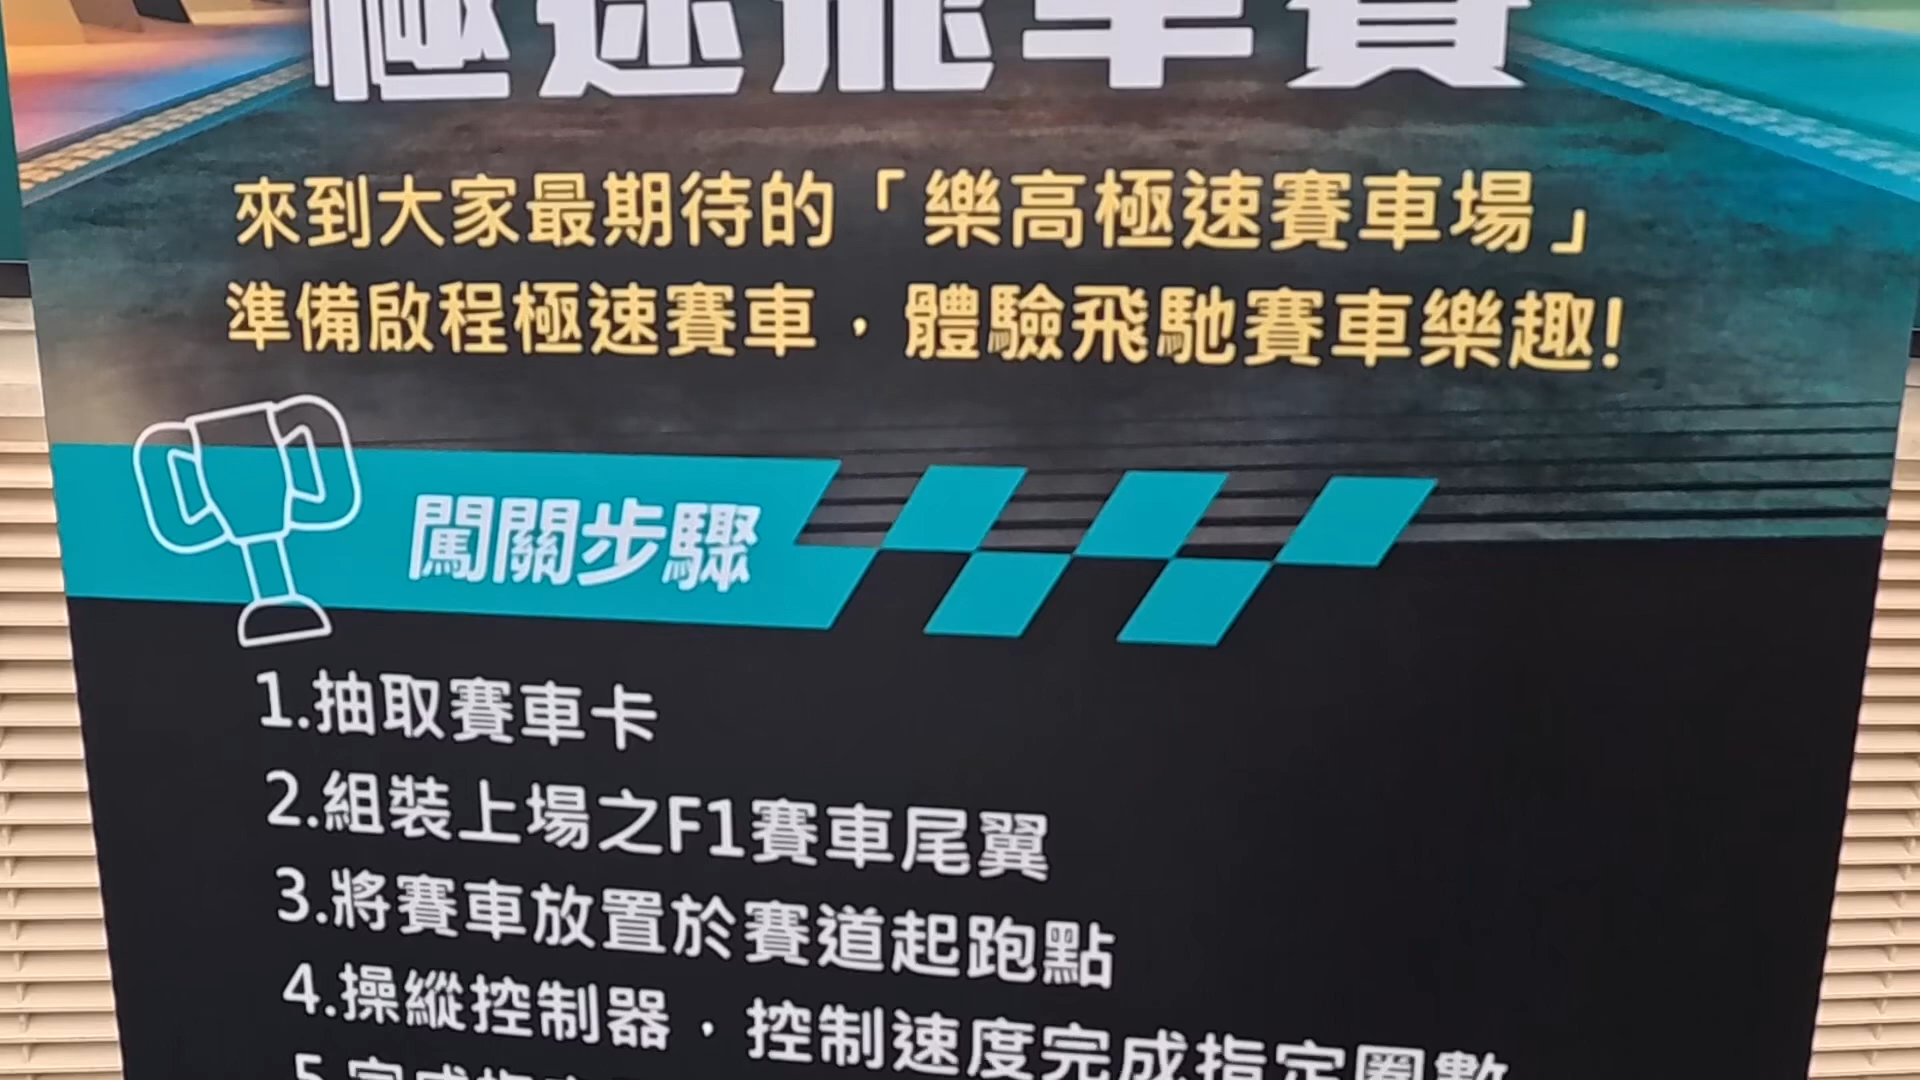 極速飛車賽
來到大家最期待的「樂高極速賽車場」
準備啟程極速賽車，體驗飛馳賽車樂趣!
闖關步驟
1.抽取賽車卡
2.組裝上場之F1賽車尾翼
3.將賽車放置於賽道起跑點
4.操縱控制器，控制速度完成指定圈數
5.完成指定